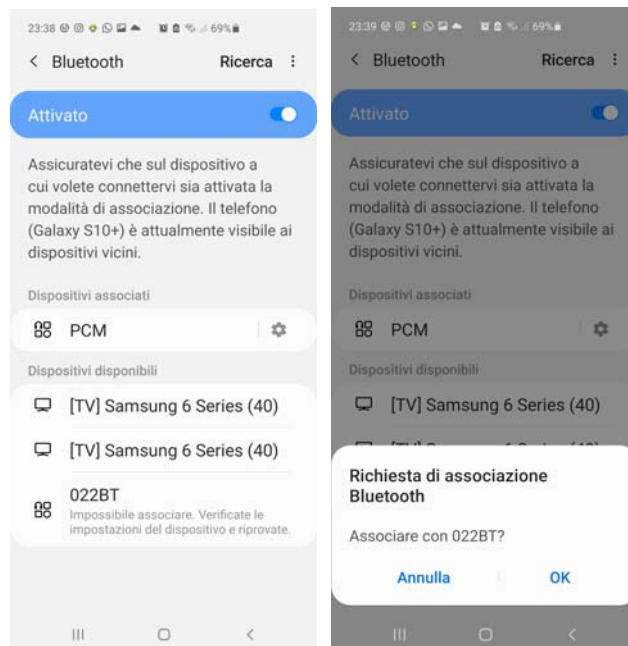 23:38 69%
Bluetooth Ricerca
Attivato
Assicuratevi che sul dispositivo a
cui volete connettervi sia attivata la
modalità di associazione. Il telefono
(Galaxy S10+) è attualmente visibile ai
dispositivi vicini.
Dispositivi associati
PCM
Dispositivi disponibili
[TV] Samsung 6 Series (40)
[TV] Samsung 6 Series (40)
022BT
Impossibile associare. Verificate le
impostazioni del dispositivo e riprovate.
23:39 69%
Bluetooth Ricerca
Attivato
Assicuratevi che sul dispositivo a
cui volete connettervi sia attivata la
modalità di associazione. Il telefono
(Galaxy S10+) è attualmente visibile ai
dispositivi vicini.
Dispositivi associati
PCM
Dispositivi disponibili
[TV] Samsung 6 Series (40)
Richiesta di associazione
Bluetooth
Associare con 022BT?
Annulla OK